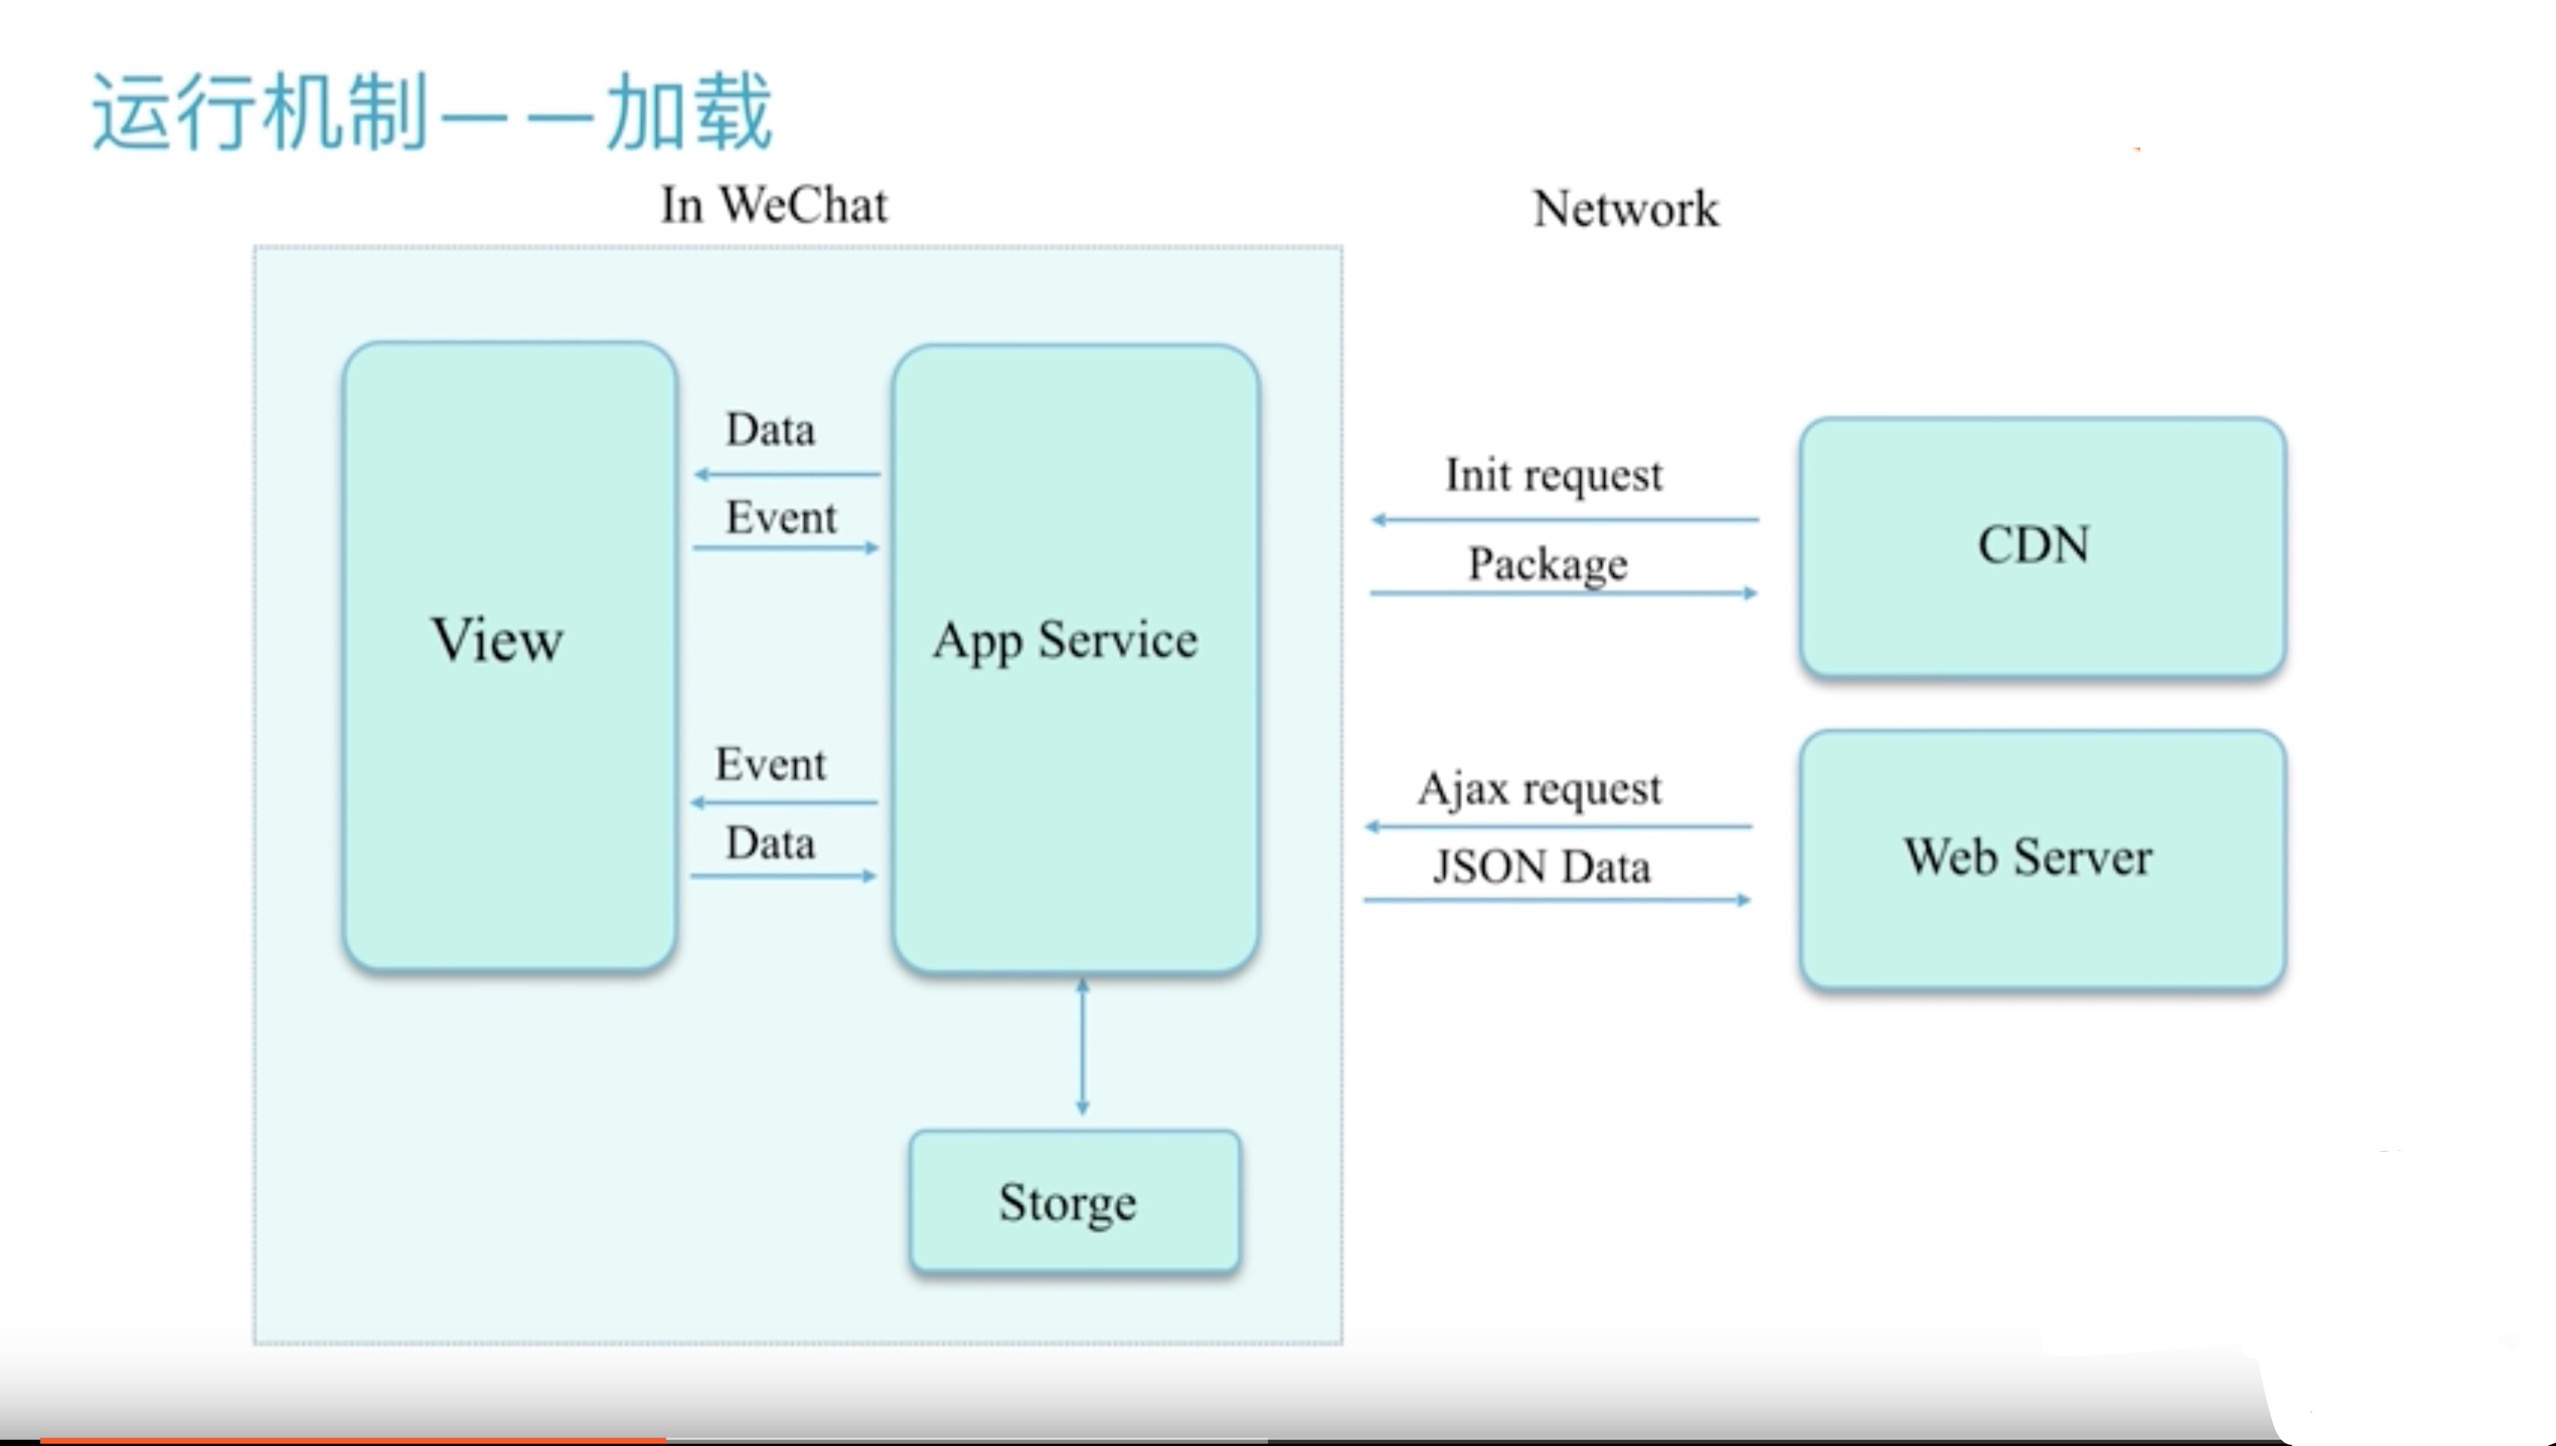 运行机制——加载
In WeChat
Network
Data
Event
View
App Service
Event
Data
Storge
Init request
Package
CDN
Ajax request
JSON Data
Web Server